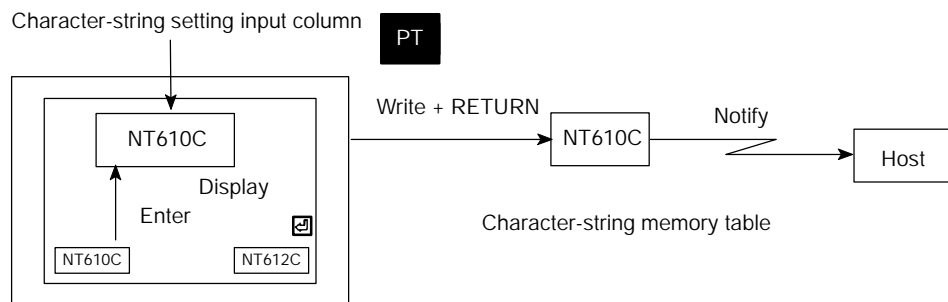 Character-string setting input column
PT
Write + RETURN
Notify
NT610C
NT610C
Host
Display
Enter
Character-string memory table
NT610C
NT612C